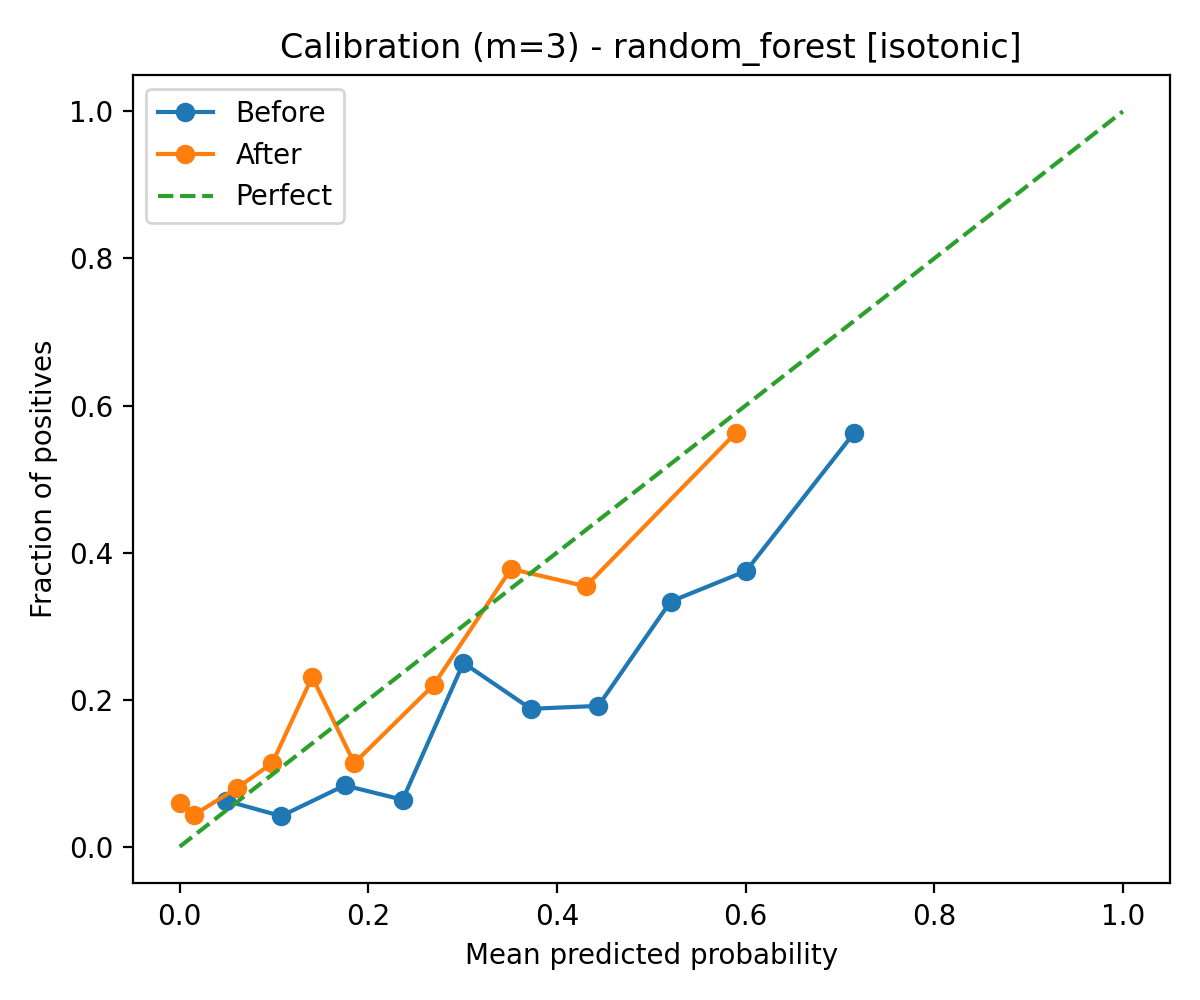 Calibration (m=3) - random_forest [isotonic]
Before
After
Perfect
1.0
0.8
0.6
0.4
0.2
0.0
Fraction of positives
0.0 0.2 0.4 0.6 0.8 1.0
Mean predicted probability